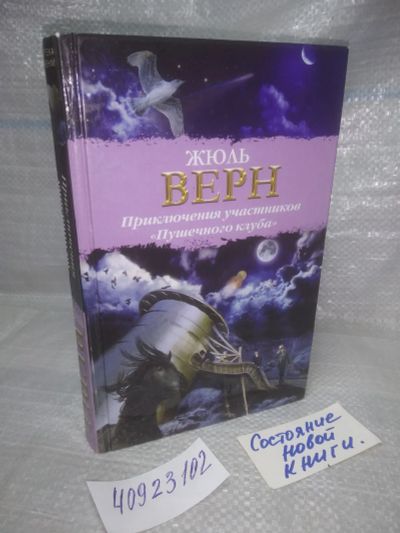 ЖЮЛЬ
ВЕРН
Приключения участников
«Пушечного клуба»
40923102
Состояние
новой
книги.